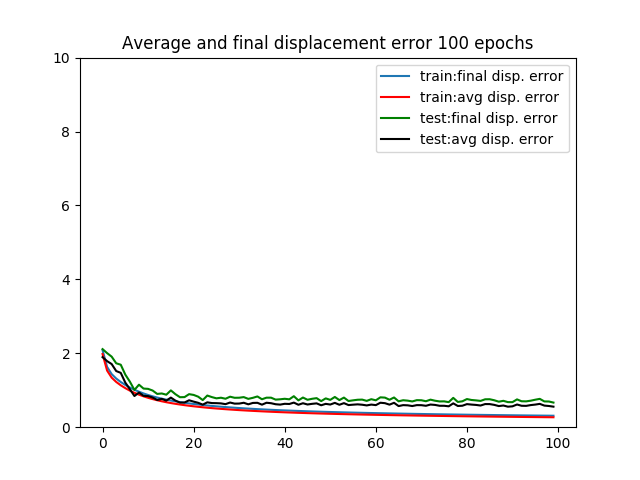 Average and final displacement error 100 epochs
10
8
6
4
2
0
train:final disp. error
train:avg disp. error
test:final disp. error
test:avg disp. error
0 20 40 60 80 100